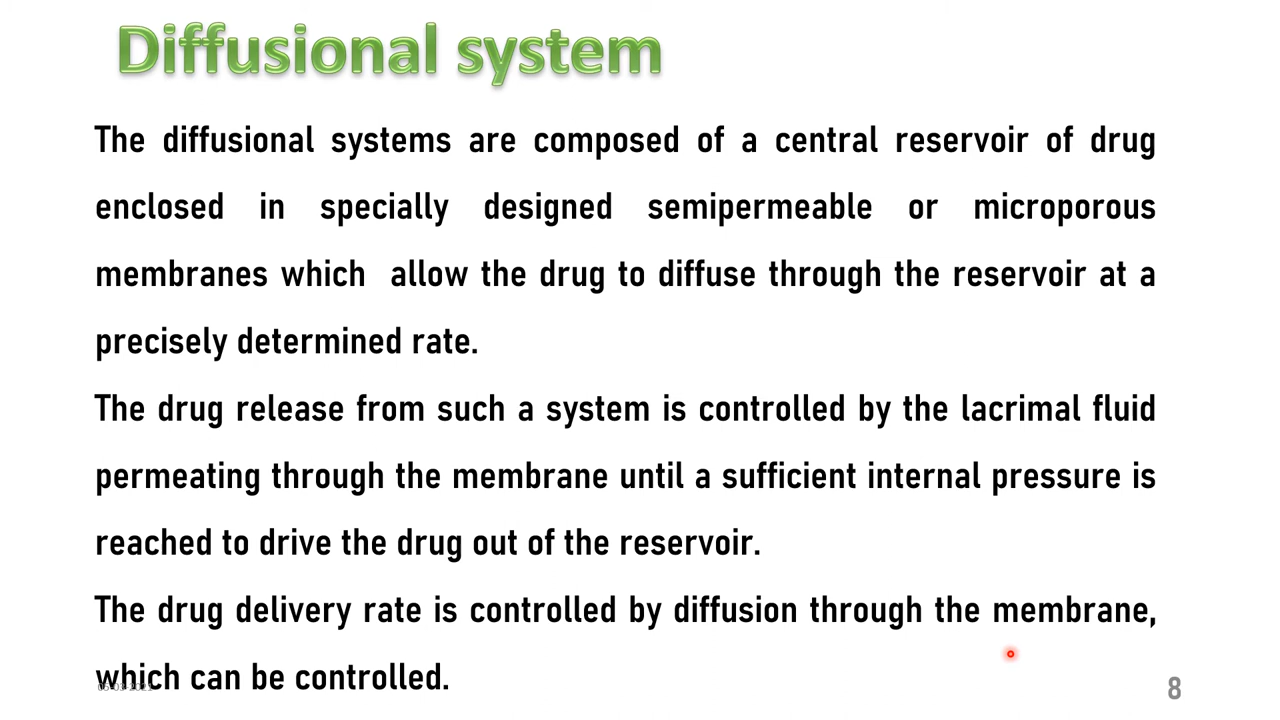 Diffusional system
The diffusional systems are composed of a central reservoir of drug
enclosed in specially designed semipermeable or microporous
membranes which allow the drug to diffuse through the reservoir at a
precisely determined rate.
The drug release from such a system is controlled by the lacrimal fluid
permeating through the membrane until a sufficient internal pressure is
reached to drive the drug out of the reservoir.
The drug delivery rate is controlled by diffusion through the membrane,
which can be controlled.
8